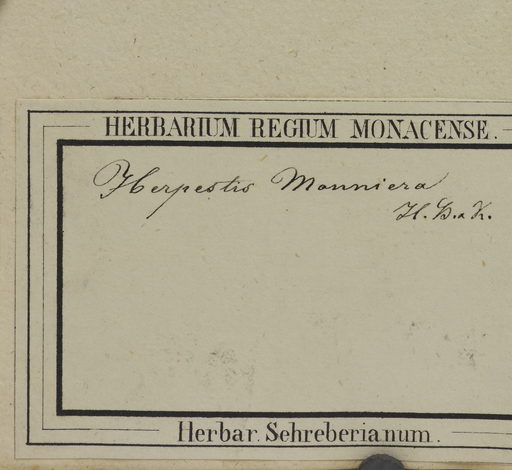 HERBARIUM REGIUM MONACENSE.
Herpestis Monniera
H. B. & K.
Herbar. Schreberianum.